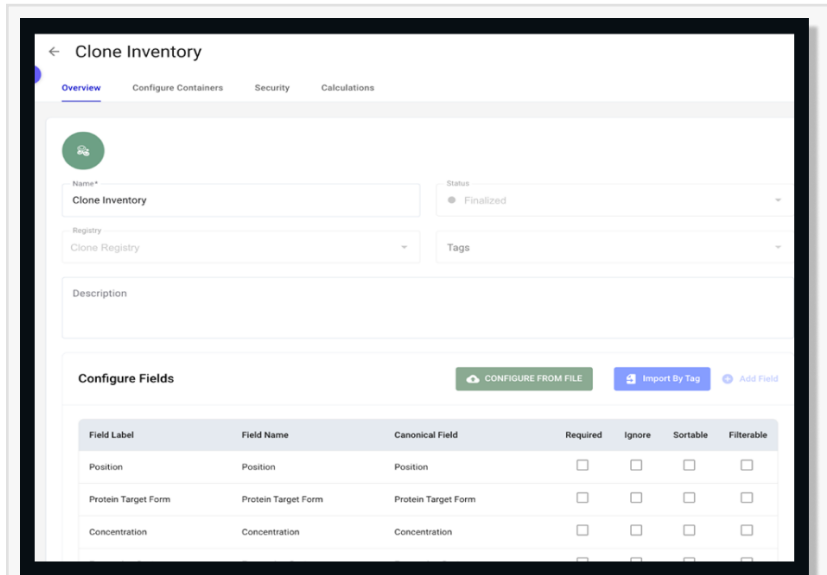 Clone Inventory
Overview Configure Containers Security Calculations
Name* Status
Clone Inventory Finalized
Registry
Clone Registry Tags
Description
Configure Fields CONFIGURE FROM FILE Import By Tag Add Field
Field Label Field Name Canonical Field Required Ignore Sortable Filterable
Position Position Position
Protein Target Form Protein Target Form Protein Target Form
Concentration Concentration Concentration